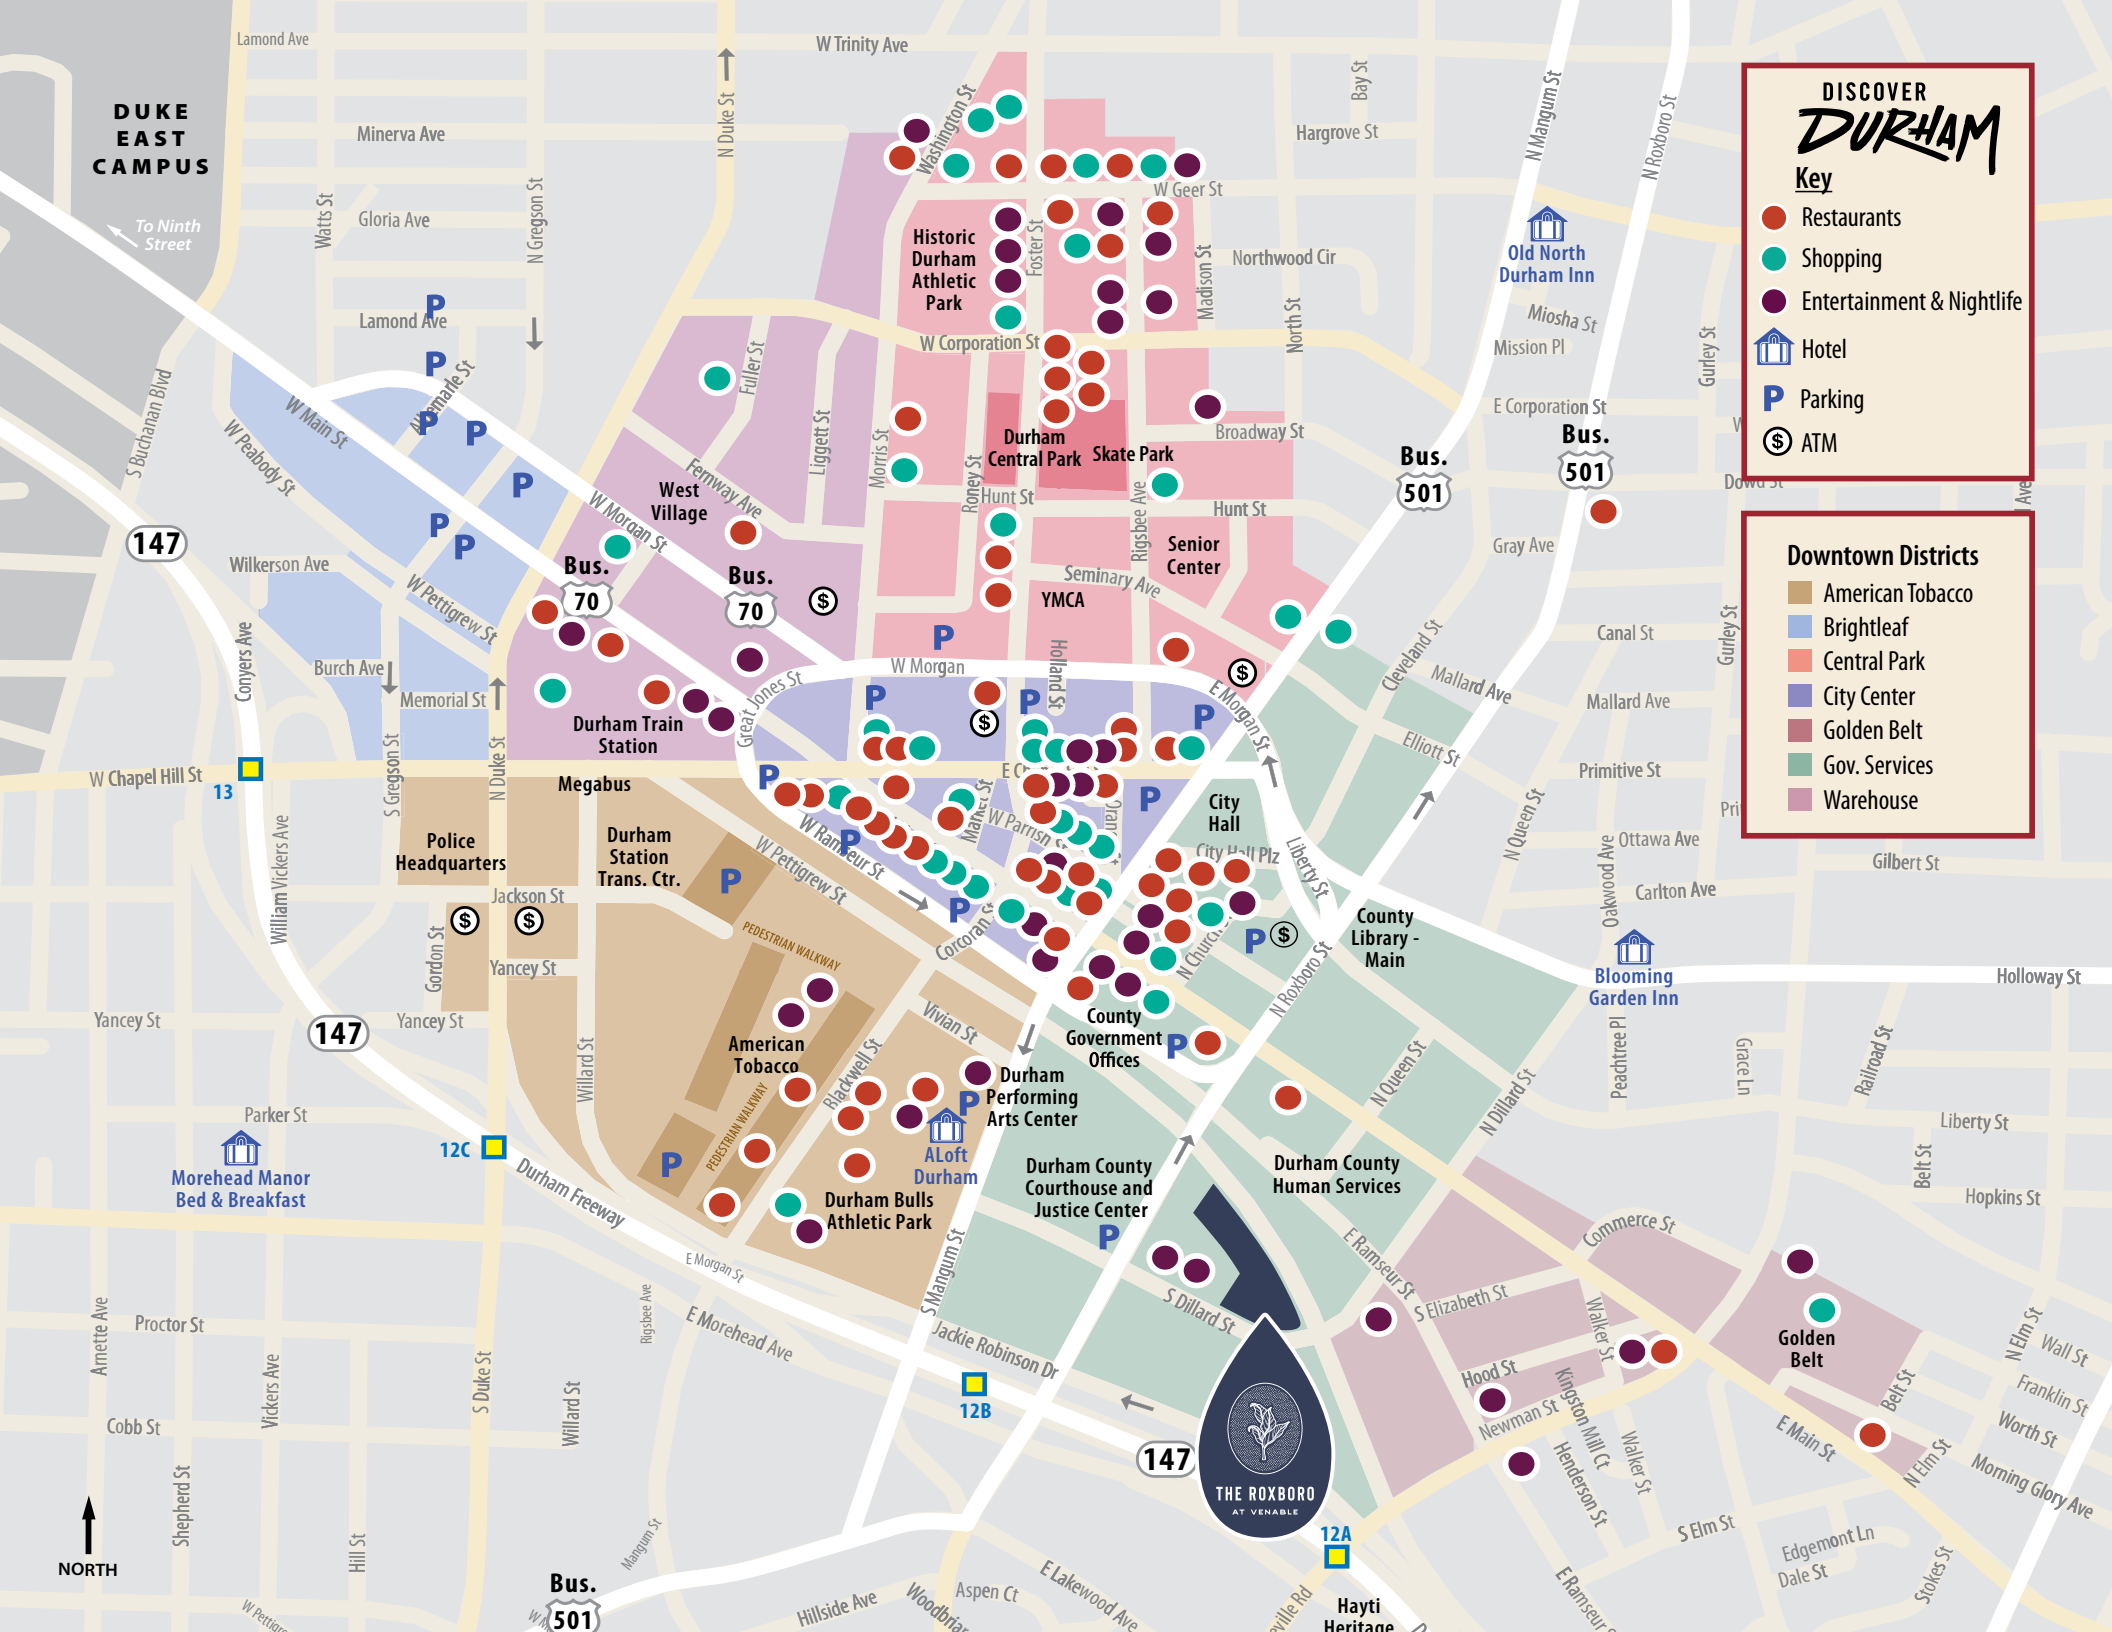 Lamond Ave
W Trinity Ave
DUKE
EAST
CAMPUS
To Ninth
Street
Minerva Ave
Gloria Ave
Lamond Ave
Watts St
N Gregson St
N Duke St
Washington St
W Geer St
Bay St
Hargrove St
N Mangum St
N Roxboro St
Historic
Durham
Athletic
Park
Foster St
Madison St
Northwood Cir
North St
Old North
Durham Inn
Miosha St
Mission Pl
Gurley St
E Corporation St
W Corporation St
DISCOVER
DURHAM
Key
Restaurants
Shopping
Entertainment & Nightlife
Hotel
P Parking
$ ATM
Downtown Districts
American Tobacco
Brightleaf
Central Park
City Center
Golden Belt
Gov. Services
Warehouse
P
P
P
P
P
P
P
Albemarle St
S Buchanan Blvd
W Main St
W Peabody St
Fuller St
Liggett St
Morris St
Fernway Ave
West
Village
W Morgan St
Durham
Central Park
Skate Park
Roney St
Hunt St
Rigsbee Ave
Broadway St
Hunt St
Bus.
501
Bus.
501
Dowd St
Gray Ave
Senior
Center
Seminary Ave
YMCA
147
Wilkerson Ave
W Pettigrew St
Bus.
70
Bus.
70
$
Conyers Ave
Burch Ave
Memorial St
P
W Morgan
Holland St
$
E Morgan St
Cleveland St
Mallard Ave
Canal St
Gurley St
Mallard Ave
Elliott St
Primitive St
Great Jones St
Durham Train
Station
Megabus
P
$
P
P
P
P
W Chapel Hill St
13
S Gregson St
N Duke St
William Vickers Ave
Police
Headquarters
Durham
Station
Trans. Ctr.
Jackson St
$
$
Gordon St
Yancey St
Yancey St
Yancey St
147
P
PEDESTRIAN WALKWAY
W Pettigrew St
W Ramseur St
P
P
Market St
W Parrish St
Corcoran St
City
Hall
City Hall Plz
Liberty St
N Church
P
$
County
Library -
Main
N Roxboro St
N Queen St
Ottawa Ave
Oakwood Ave
Carlton Ave
Gilbert St
Blooming
Garden Inn
Holloway St
Peachtree Pl
Grace Ln
Railroad St
Liberty St
Belt St
Hopkins St
Willard St
American
Tobacco
Blackwell St
Vivian St
PEDESTRIAN WALKWAY
County
Government
Offices
P
Durham
Performing
Arts Center
P
ALoft
Durham
N Queen St
N Dillard St
Parker St
Morehead Manor
Bed & Breakfast
12C
Durham Freeway
P
Durham Bulls
Athletic Park
Durham County
Courthouse and
Justice Center
P
Durham County
Human Services
E Morgan St
E Morehead Ave
Rigsbee Ave
S Mangum St
S Dillard St
Jackie Robinson Dr
E Ramseur St
S Elizabeth St
Commerce St
Walker St
Golden
Belt
N Elm St
Wall St
Franklin St
Worth St
Morning Glory Ave
Belt St
E Main St
N Elm St
Hood St
Newman St
Kingston Mill Ct
Walker St
Henderson St
Arnette Ave
Proctor St
Vickers Ave
Cobb St
Shepherd St
Hill St
S Duke St
Willard St
Mangum St
12B
147
THE ROXBORO
AT VENABLE
12A
Hayti
Heritage
S Elm St
Edgemont Ln
Dale St
Stokes St
E Ramseur S
NORTH
W Pettigre
Bus.
501
Hillside Ave
Aspen Ct
E Lakewood Ave